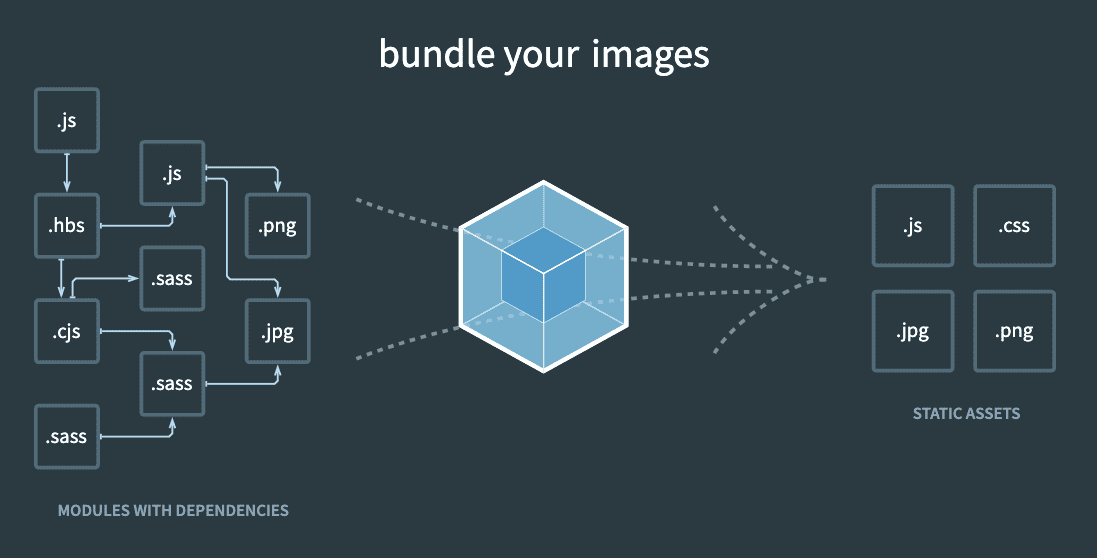 bundle your images
.js
.js
.hbs
.png
.sass
.cjs
.jpg
.sass
.sass
MODULES WITH DEPENDENCIES
.js
.css
.jpg
.png
STATIC ASSETS